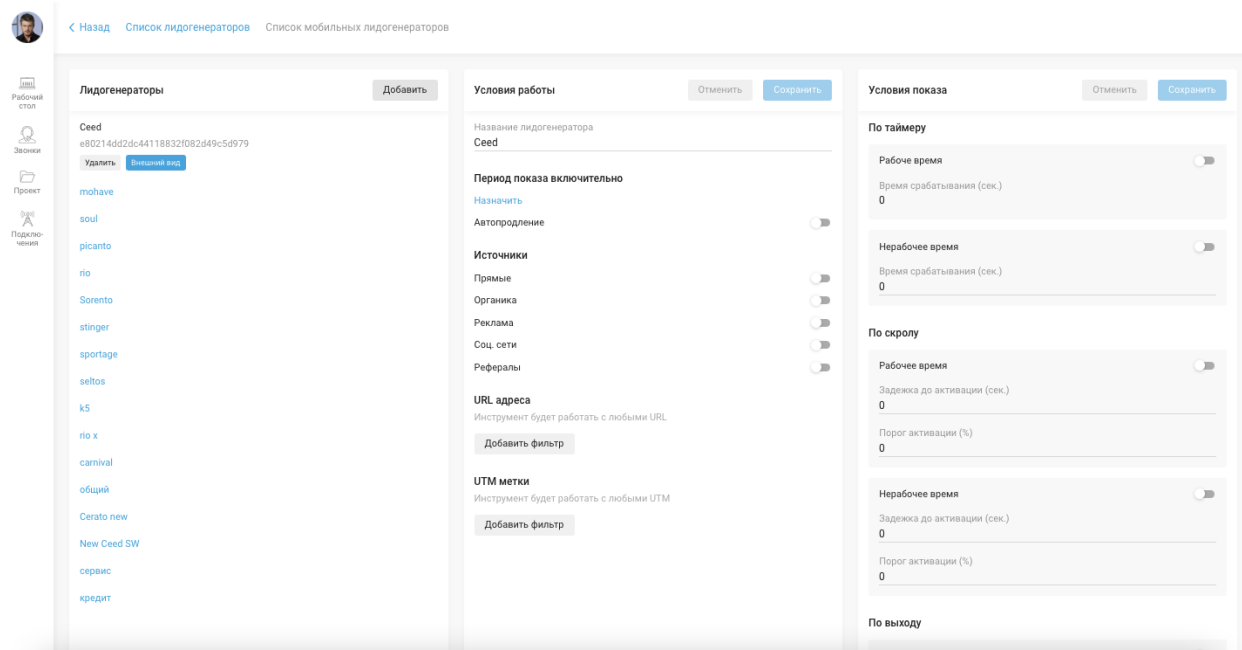 Назад Список лидогенераторов Список мобильных лидогенераторов
Рабочий
стол
Звонки
Проект
Подклю-
чения
Лидогенераторы Добавить
Ceed
e80214dd2dc44118832f082d49c5d979
Удалить Внешний вид
mohave
soul
picanto
rio
Sorento
stinger
sportage
seltos
k5
rio x
carnival
общий
Cerato new
New Ceed SW
сервис
кредит
Условия работы Отменить Сохранить
Название лидогенератора
Ceed
Период показа включительно
Назначить
Автопродление
Источники
Прямые
Органика
Реклама
Соц. сети
Рефералы
URL адреса
Инструмент будет работать с любыми URL
Добавить фильтр
UTM метки
Инструмент будет работать с любыми UTM
Добавить фильтр
Условия показа Отменить Сохранить
По таймеру
Рабоче время
Время срабатывания (сек.)
0
Нерабочее время
Время срабатывания (сек.)
0
По скролу
Рабочее время
Задежка до активации (сек.)
0
Порог активации (%)
0
Нерабочее время
Задежка до активации (сек.)
0
Порог активации (%)
0
По выходу